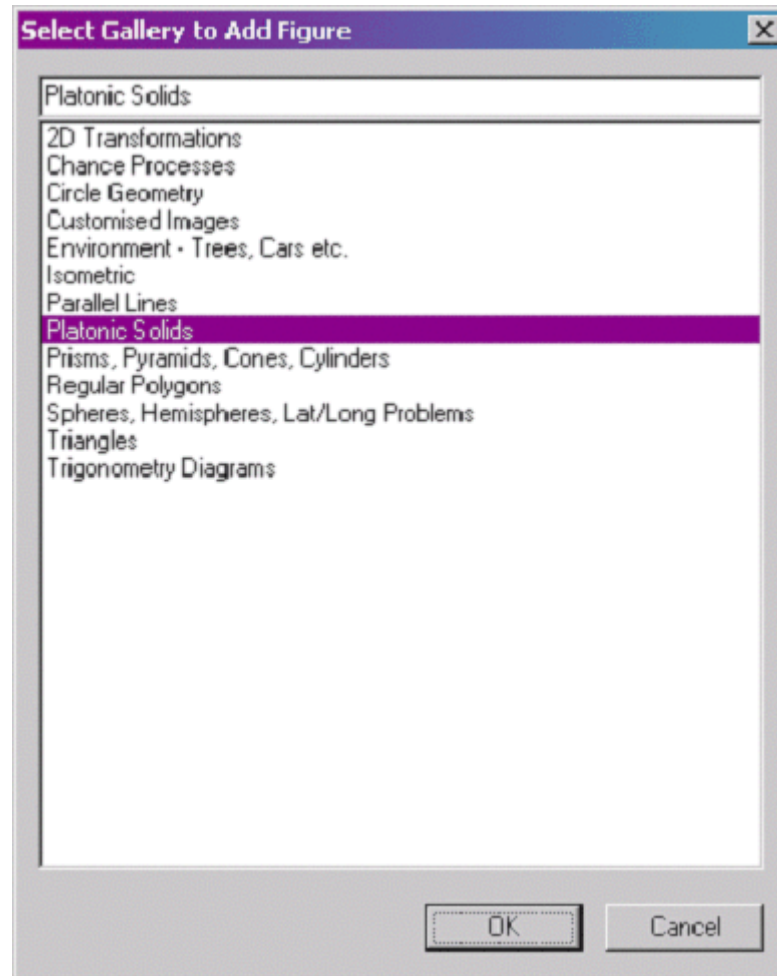 Select Gallery to Add Figure
Platonic Solids
2D Transformations
Chance Processes
Circle Geometry
Customised Images
Environment - Trees, Cars etc.
Isometric
Parallel Lines
Platonic Solids
Prisms, Pyramids, Cones, Cylinders
Regular Polygons
Spheres, Hemispheres, Lat/Long Problems
Triangles
Trigonometry Diagrams
OK Cancel